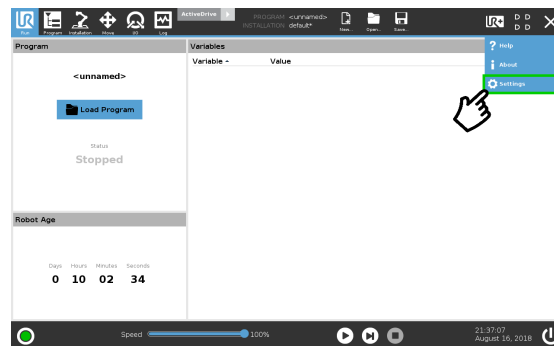 UR
Run
Program
Installation
Move
I/O
Log
ActiveDrive
PROGRAM <unnamed>
INSTALLATION default*
New...
Open...
Save...
UR+
D D
D D
Program
<unnamed>
Load Program
Status
Stopped
Robot Age
Days Hours Minutes Seconds
0 10 02 34
Variables
Variable Value
? Help
About
Settings
Speed 100%
21:37:07
August 16, 2018